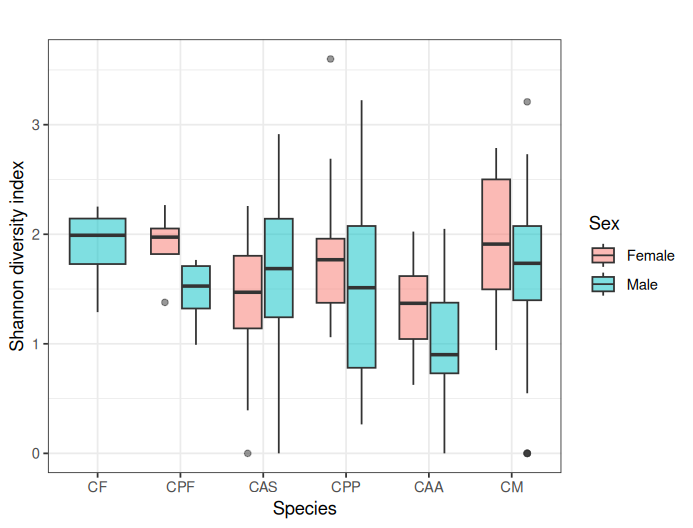 Shannon diversity index
3
2
1
0
CF CPF CAS CPP CAA CM
Species
Sex
Female
Male